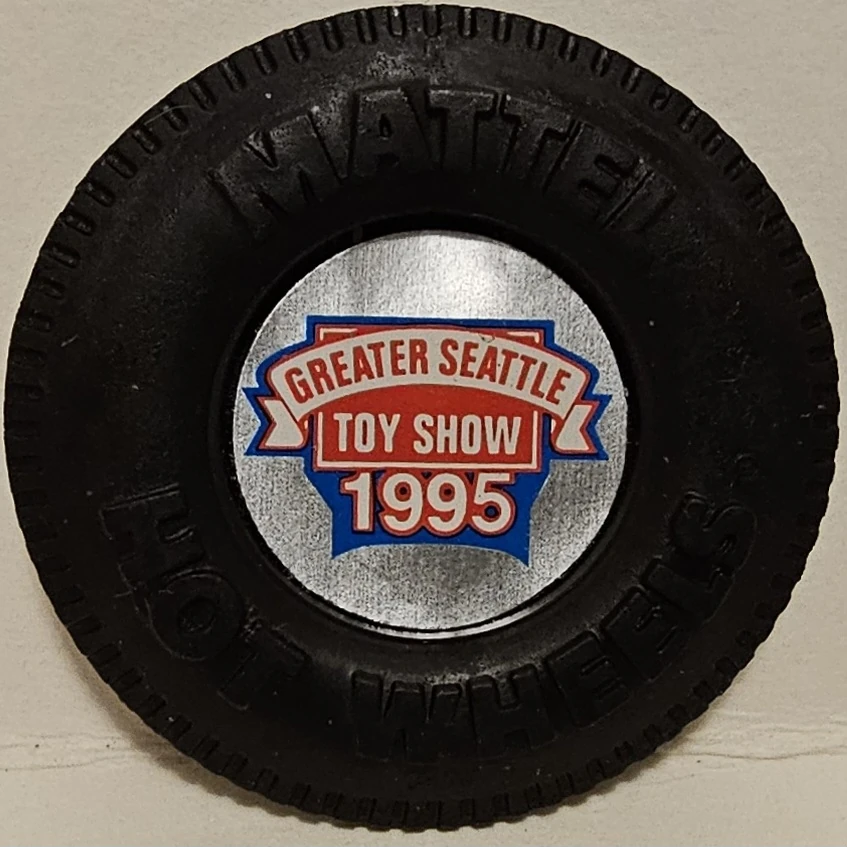 MATTEL
GREATER SEATTLE
TOY SHOW
1995
HOT WHEELS